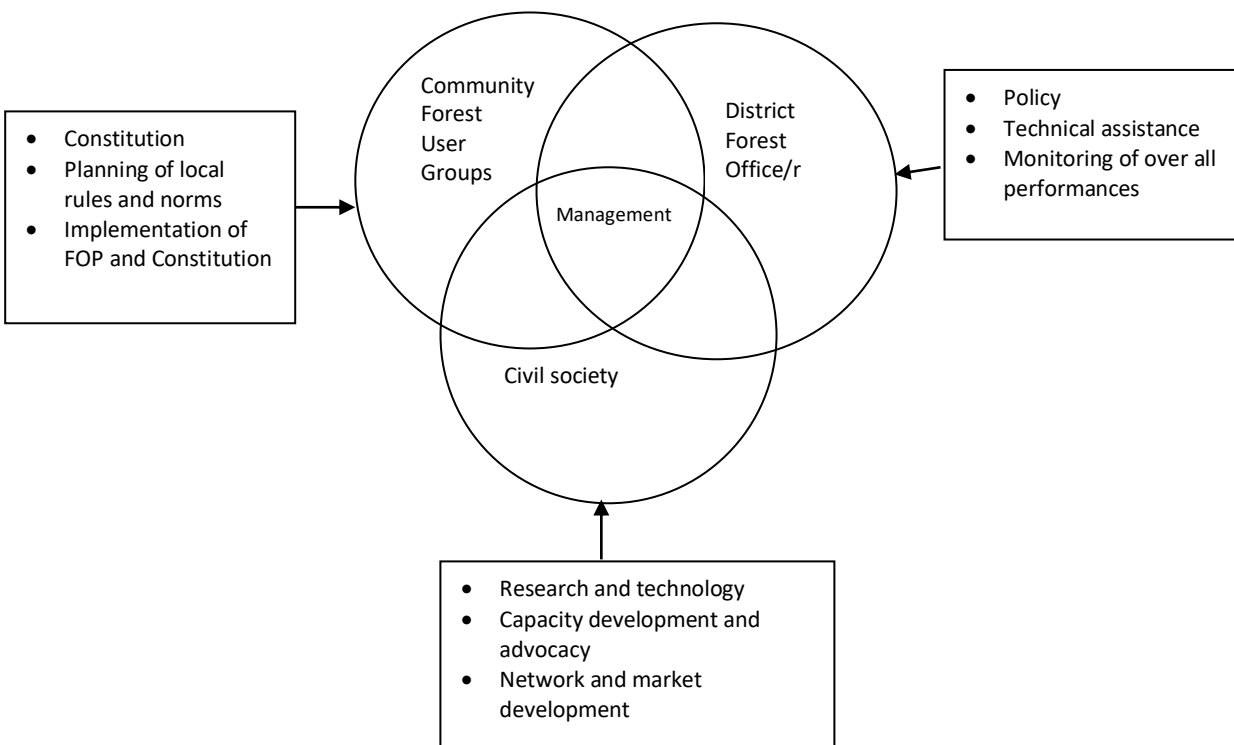 Community
Forest
User
Groups
District
Forest
Office/r
Management
Civil society
• Constitution
• Planning of local
rules and norms
• Implementation of
FOP and Constitution
• Policy
• Technical assistance
• Monitoring of over all
performances
• Research and technology
• Capacity development and
advocacy
• Network and market
development